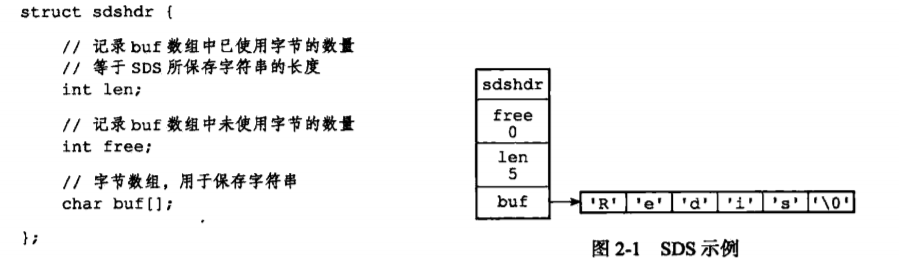 struct sdshdr {
// 记录 buf 数组中已使用字节的数量
// 等于 SDS 所保存字符串的长度
int len;
// 记录 buf 数组中未使用字节的数量
int free;
// 字节数组，用于保存字符串
char buf[];
};
sdshdr
free
0
len
5
buf
'R' 'e' 'd' 'i' 's' '\0'
图 2-1 SDS 示例